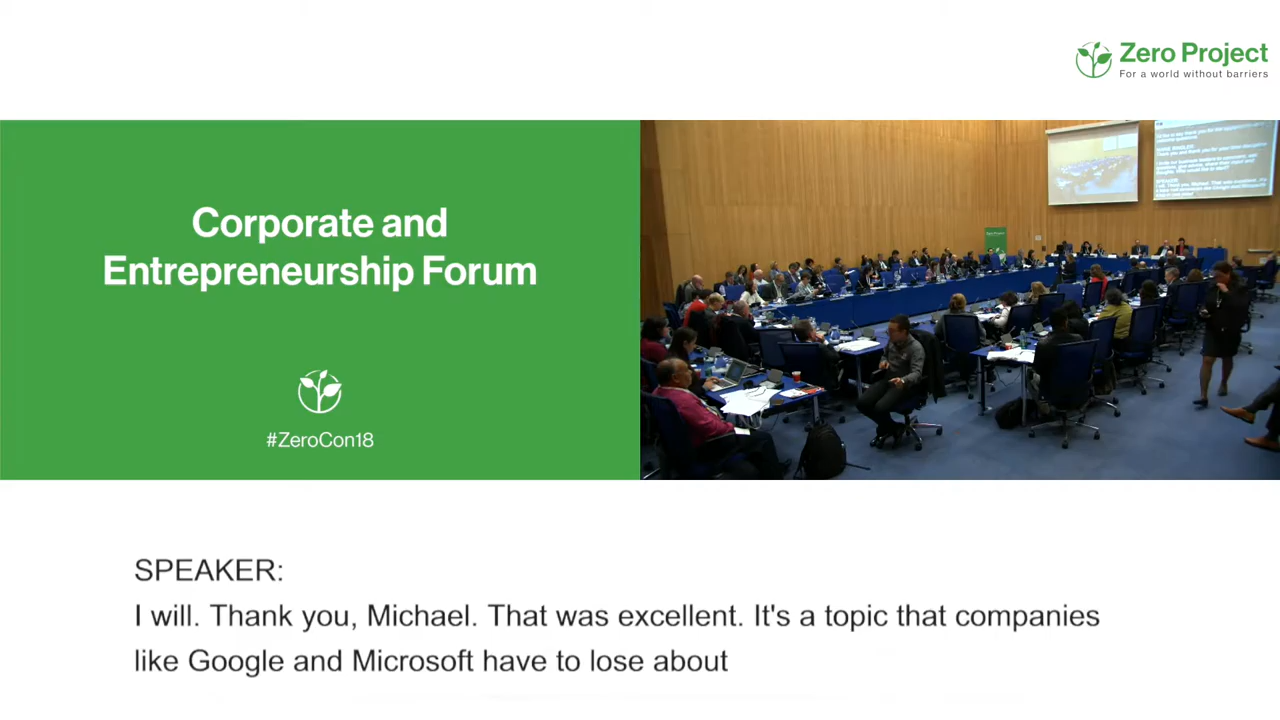 Zero Project
For a world without barriers
Corporate and
Entrepreneurship Forum
#ZeroCon18
SPEAKER:
I will. Thank you, Michael. That was excellent. It's a topic that companies
like Google and Microsoft have to lose about